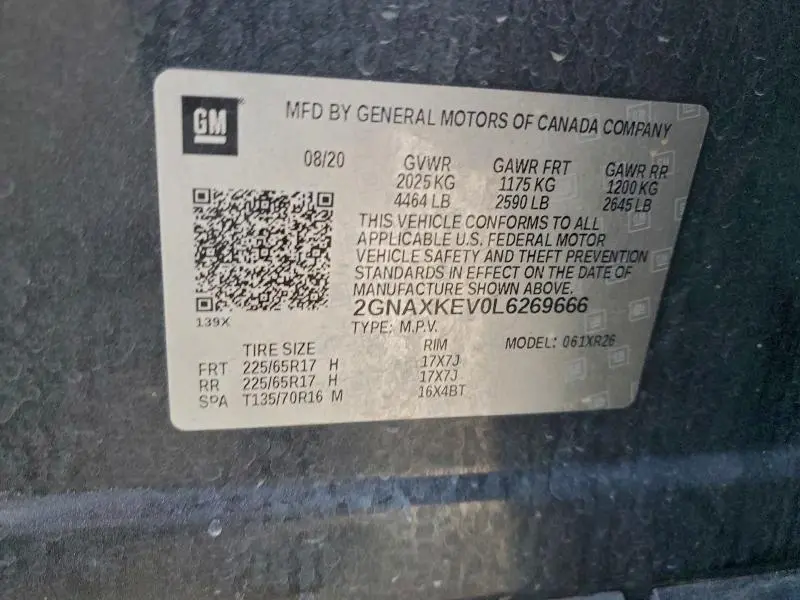 GM
MFD BY GENERAL MOTORS OF CANADA COMPANY
08/20 GVWR GAWR FRT GAWR RR
2025 KG 1175 KG 1200 KG
4464 LB 2590 LB 2645 LB
THIS VEHICLE CONFORMS TO ALL
APPLICABLE U.S. FEDERAL MOTOR
VEHICLE SAFETY AND THEFT PREVENTION
STANDARDS IN EFFECT ON THE DATE OF
MANUFACTURE SHOWN ABOVE.
2GNAXKEV0L6269666
139X
TYPE: M.P.V. MODEL: 061XR26
TIRE SIZE RIM
FRT 225/65R17 H 17X7J
RR 225/65R17 H 17X7J
SPA T135/70R16 M 16X4BT